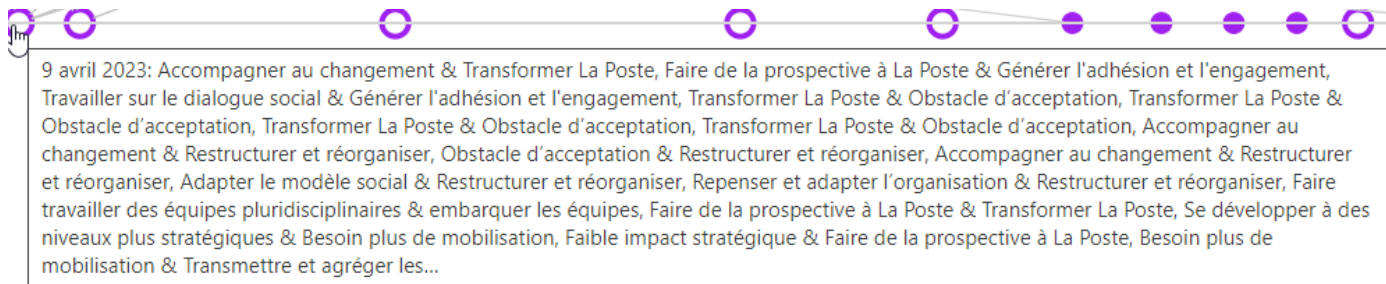 9 avril 2023: Accompagner au changement & Transformer La Poste, Faire de la prospective à La Poste & Générer l'adhésion et l'engagement,
Travailler sur le dialogue social & Générer l'adhésion et l'engagement, Transformer La Poste & Obstacle d’acceptation, Transformer La Poste &
Obstacle d’acceptation, Transformer La Poste & Obstacle d’acceptation, Transformer La Poste & Obstacle d’acceptation, Accompagner au
changement & Restructurer et réorganiser, Obstacle d’acceptation & Restructurer et réorganiser, Accompagner au changement & Restructurer
et réorganiser, Adapter le modèle social & Restructurer et réorganiser, Repenser et adapter l’organisation & Restructurer et réorganiser, Faire
travailler des équipes pluridisciplinaires & embarquer les équipes, Faire de la prospective à La Poste & Transformer La Poste, Se développer à des
niveaux plus stratégiques & Besoin plus de mobilisation, Faible impact stratégique & Faire de la prospective à La Poste, Besoin plus de
mobilisation & Transmettre et agréger les...